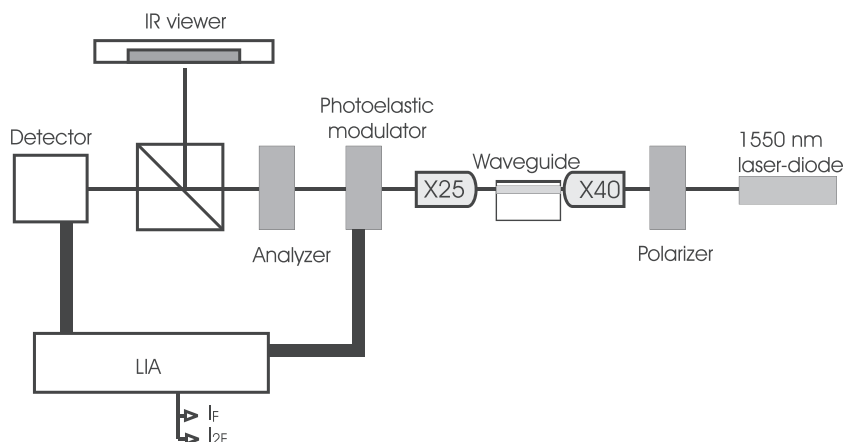 IR viewer
Photoelastic
modulator
Detector
1550 nm
laser-diode
Waveguide
X25
X40
Analyzer
Polarizer
LIA
IF
I2F